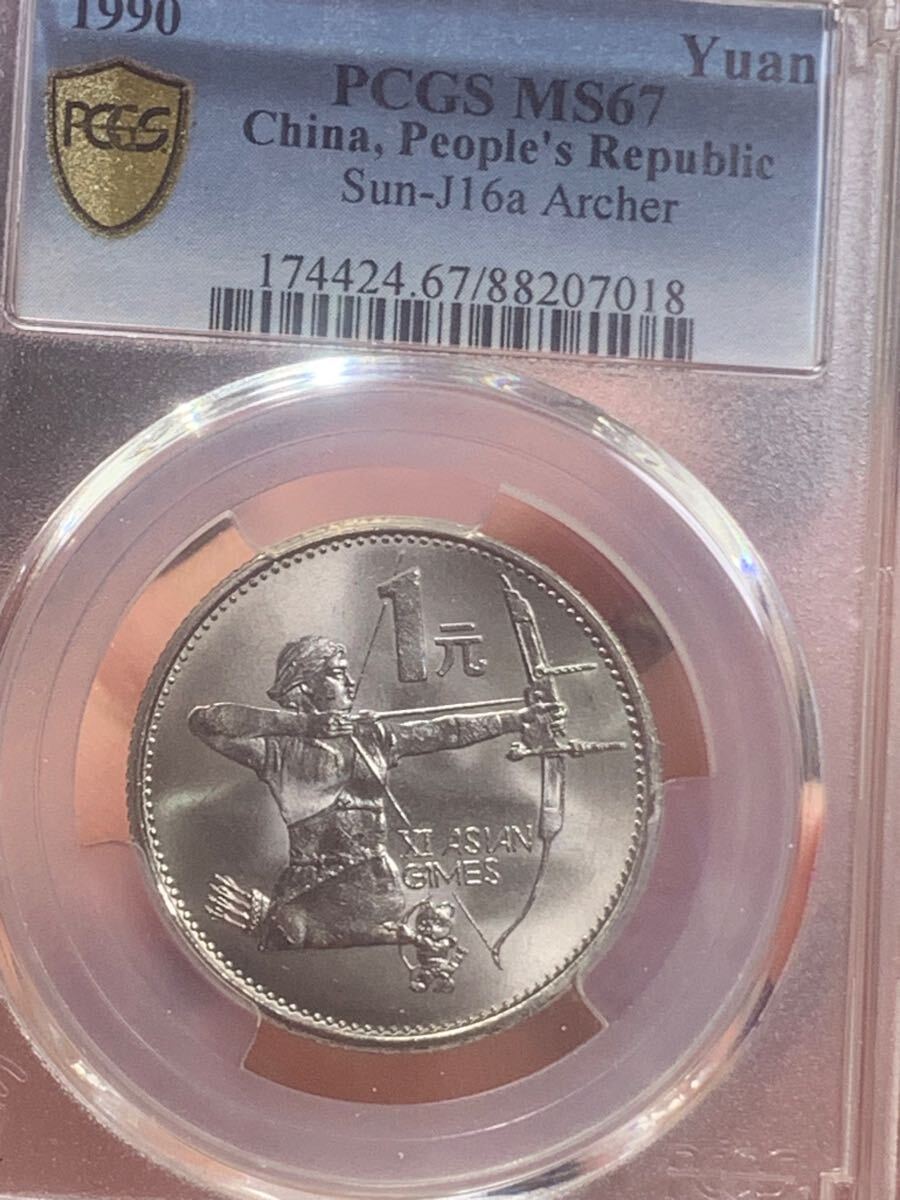 1990
Yuan
PCGS MS67
China, People's Republic
Sun-J16a Archer
PCGS
174424.67/88207018
1元
XI ASIAN
GIMES